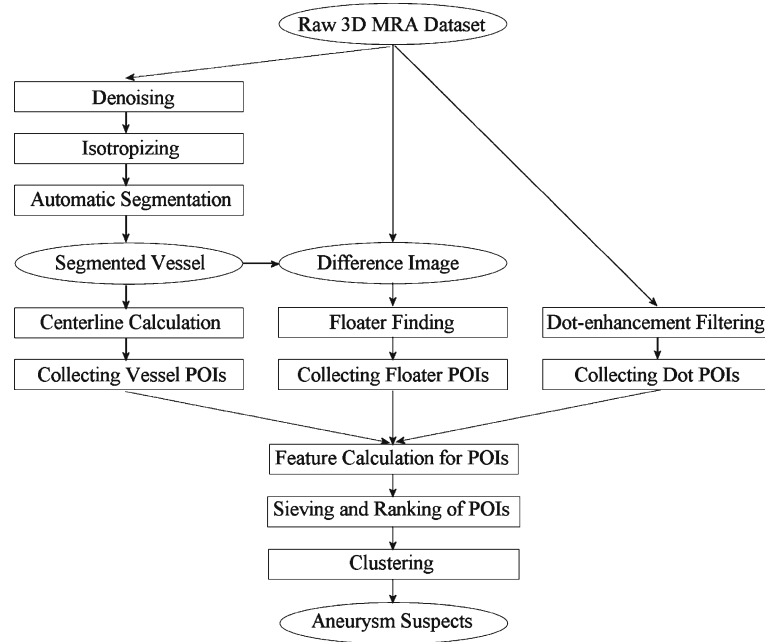 Raw 3D MRA Dataset
Denoising
Isotropizing
Automatic Segmentation
Segmented Vessel
Difference Image
Centerline Calculation
Floater Finding
Dot-enhancement Filtering
Collecting Vessel POIs
Collecting Floater POIs
Collecting Dot POIs
Feature Calculation for POIs
Sieving and Ranking of POIs
Clustering
Aneurysm Suspects